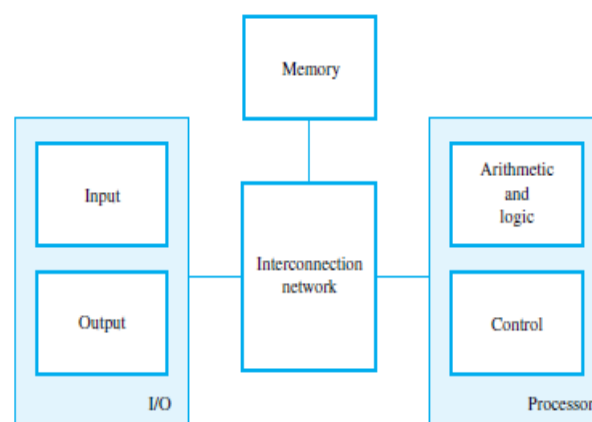 Memory
Input
Output
I/O
Interconnection
network
Arithmetic
and
logic
Control
Processor